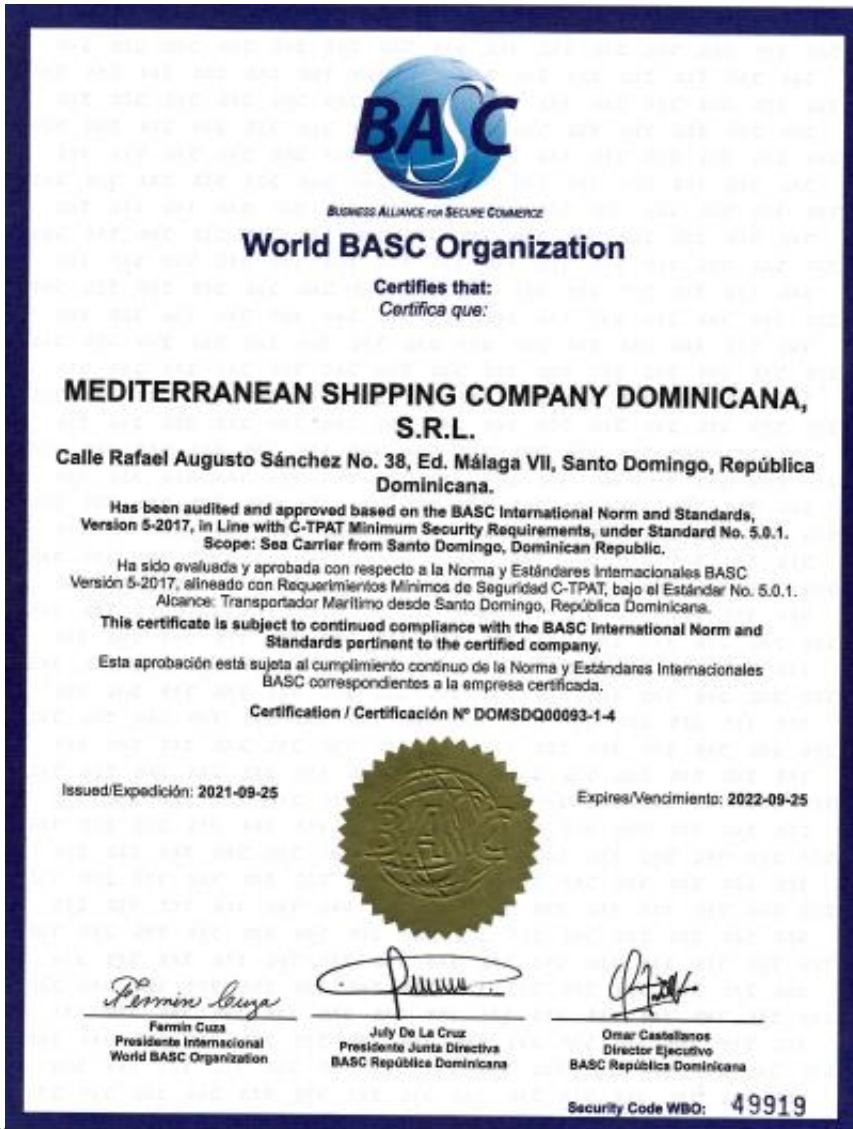 BASC
BUSINESS ALLIANCE FOR SECURE COMMERCE
World BASC Organization
Certifies that:
Certifica que:
MEDITERRANEAN SHIPPING COMPANY DOMINICANA,
S.R.L.
Calle Rafael Augusto Sánchez No. 38, Ed. Málaga VII, Santo Domingo, República
Dominicana.
Has been audited and approved based on the BASC International Norm and Standards,
Version 5-2017, in Line with C-TPAT Minimum Security Requirements, under Standard No. 5.0.1.
Scope: Sea Carrier from Santo Domingo, Dominican Republic.
Ha sido evaluada y aprobada con respecto a la Norma y Estándares Internacionales BASC
Versión 5-2017, alineado con Requerimientos Mínimos de Seguridad C-TPAT, bajo el Estándar No. 5.0.1.
Alcance: Transportador Marítimo desde Santo Domingo, República Dominicana.
This certificate is subject to continued compliance with the BASC International Norm and
Standards pertinent to the certified company.
Esta aprobación está sujeta al cumplimiento continuo de la Norma y Estándares Internacionales
BASC correspondientes a la empresa certificada.
Certification / Certificación Nº DOMSDQ00093-1-4
Issued/Expedición: 2021-09-25
Expires/Vencimiento: 2022-09-25
BASC
Fermin Cuza
Fermin Cuza
Presidente Internacional
World BASC Organization
July De La Cruz
Presidente Junta Directiva
BASC República Dominicana
Omar Castellanos
Director Ejecutivo
BASC República Dominicana
Security Code WBO: 49919